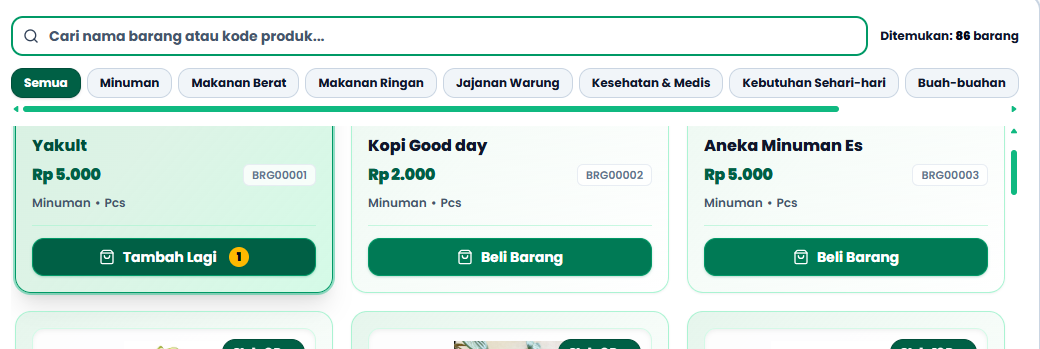 Cari nama barang atau kode produk...
Ditemukan: 86 barang
Semua Minuman Makanan Berat Makanan Ringan Jajanan Warung Kesehatan & Medis Kebutuhan Sehari-hari Buah-buahan
Yakult Kopi Good day Aneka Minuman Es
Rp 5.000 BRG00001 Rp 2.000 BRG00002 Rp 5.000 BRG00003
Minuman • Pcs Minuman • Pcs Minuman • Pcs
Tambah Lagi 1 Beli Barang Beli Barang